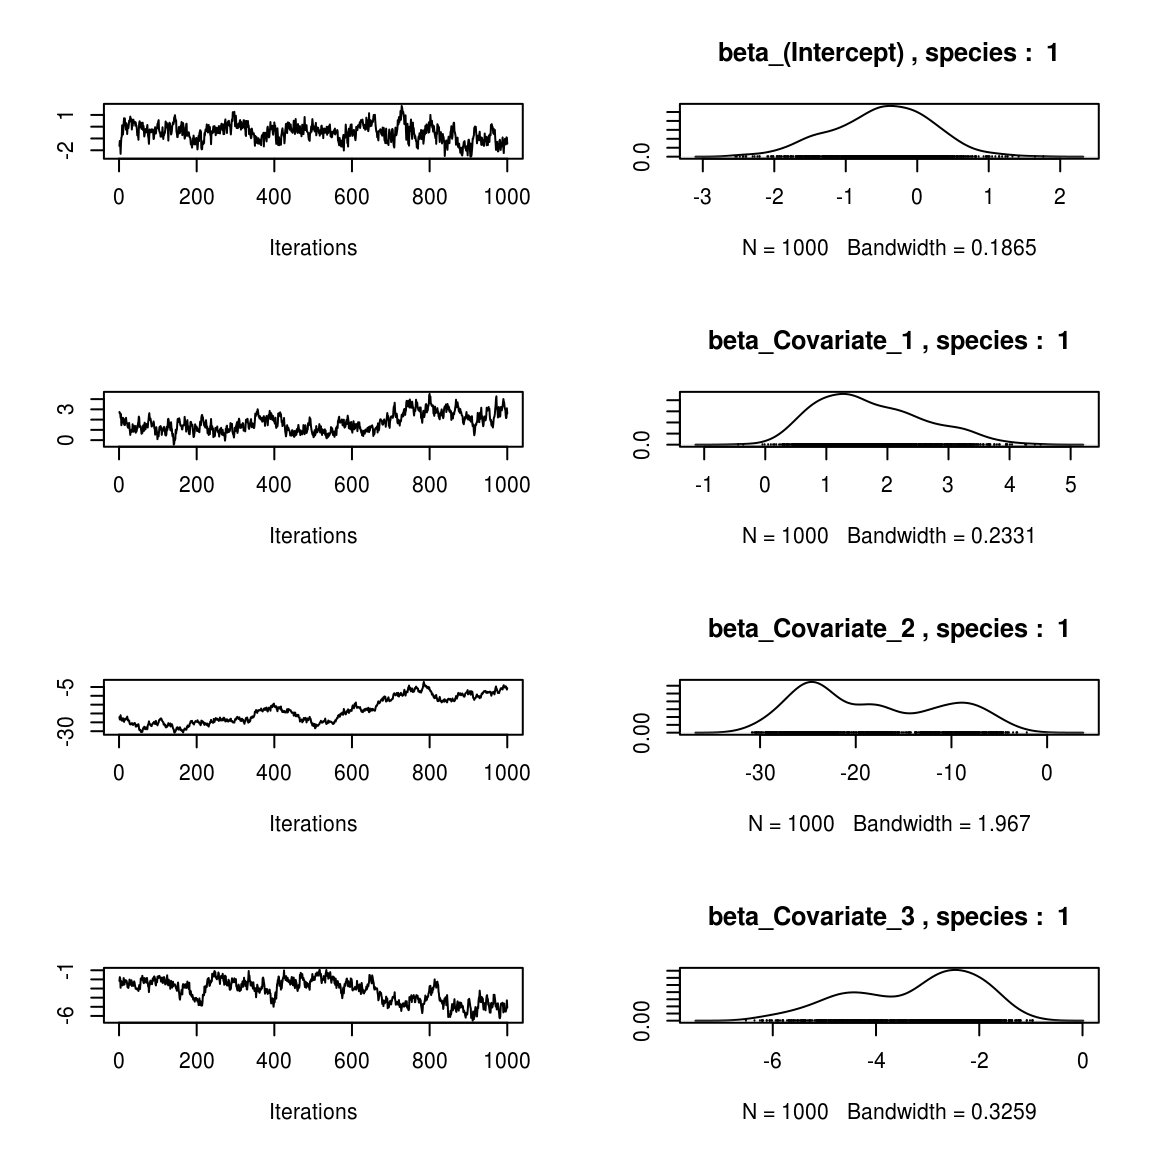 beta_(Intercept) , species :  1
1
-2
0 200 400 600 800 1000
Iterations
0.0
-3 -2 -1 0 1 2
N = 1000   Bandwidth = 0.1865
beta_Covariate_1 , species :  1
3
0
0 200 400 600 800 1000
Iterations
0.0
-1 0 1 2 3 4 5
N = 1000   Bandwidth = 0.2331
beta_Covariate_2 , species :  1
-5
-30
0 200 400 600 800 1000
Iterations
0.00
-30 -20 -10 0
N = 1000   Bandwidth = 1.967
beta_Covariate_3 , species :  1
-1
-6
0 200 400 600 800 1000
Iterations
0.00
-6 -4 -2 0
N = 1000   Bandwidth = 0.3259